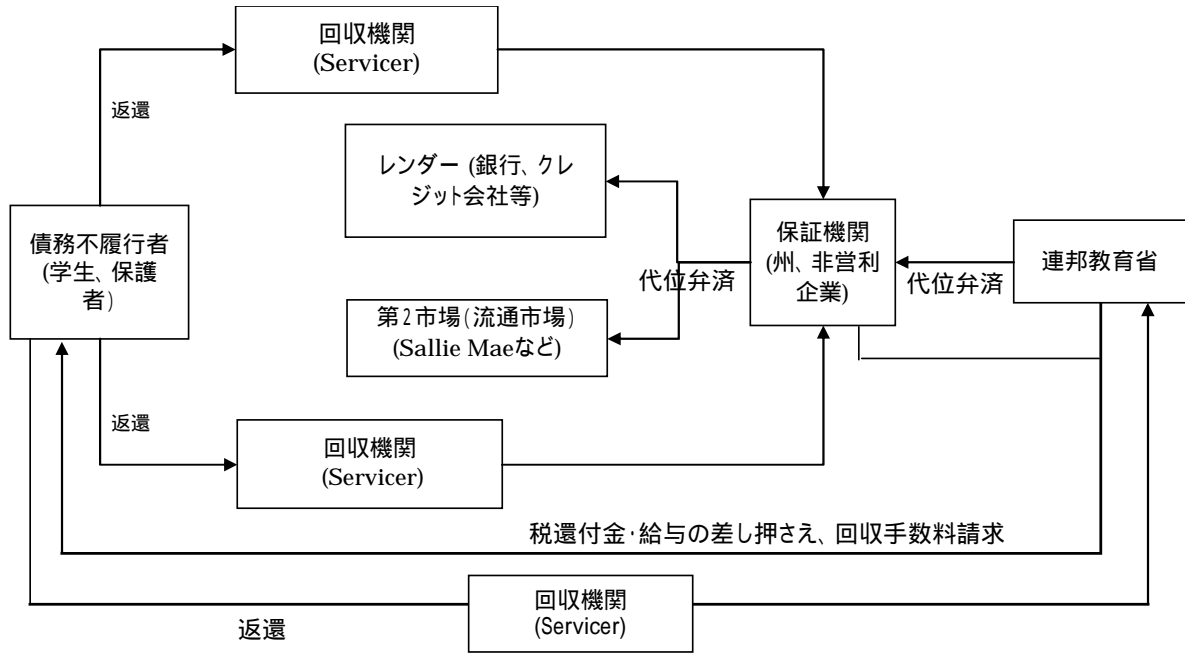 回収機関
(Servicer)
返還
レンダー (銀行、クレ
ジット会社等)
債務不履行者
(学生、保護
者)
保証機関
(州、非営利
企業)
連邦教育省
代位弁済
代位弁済
第2市場(流通市場)
(Sallie Maeなど)
返還
回収機関
(Servicer)
税還付金・給与の差し押さえ、回収手数料請求
回収機関
(Servicer)
返還